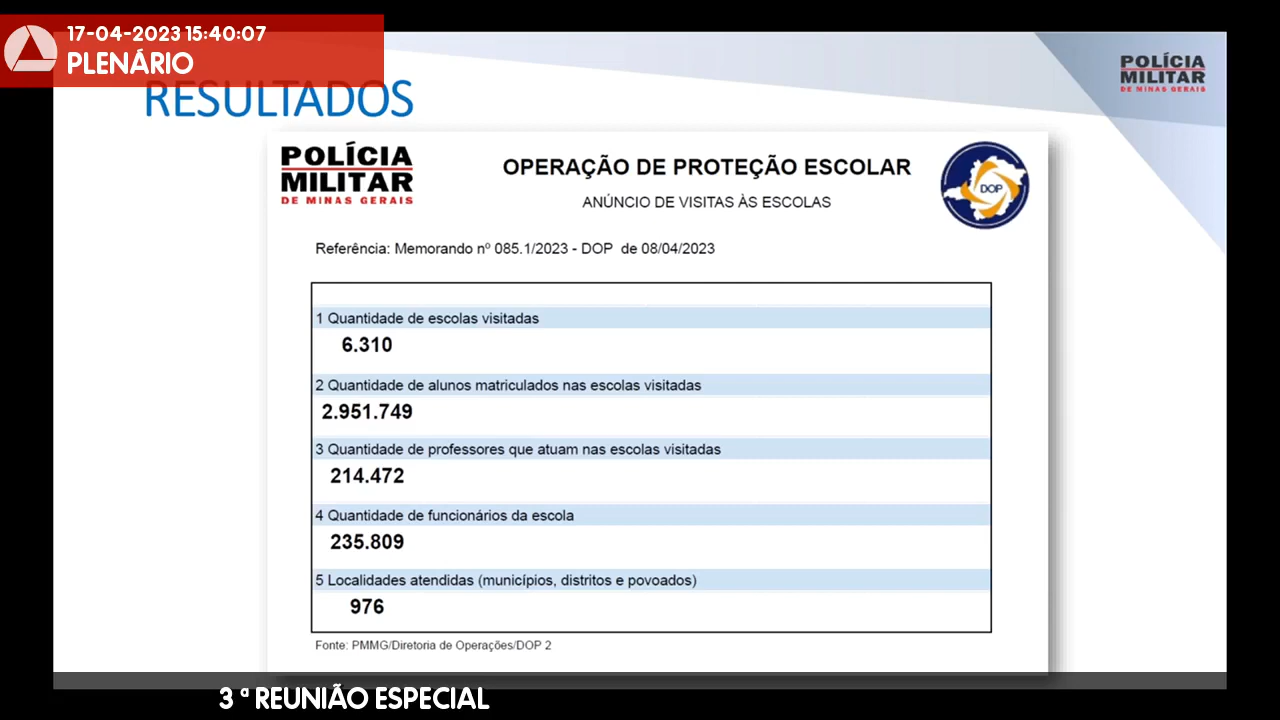 17-04-2023 15:40:07
PLENÁRIO
RESULTADOS
POLÍCIA
MILITAR
DE MINAS GERAIS
POLÍCIA
MILITAR
DE MINAS GERAIS
OPERAÇÃO DE PROTEÇÃO ESCOLAR
ANÚNCIO DE VISITAS ÀS ESCOLAS
DOP
Referência: Memorando nº 085.1/2023 - DOP de 08/04/2023
1 Quantidade de escolas visitadas
6.310
2 Quantidade de alunos matriculados nas escolas visitadas
2.951.749
3 Quantidade de professores que atuam nas escolas visitadas
214.472
4 Quantidade de funcionários da escola
235.809
5 Localidades atendidas (municípios, distritos e povoados)
976
Fonte: PMMG/Diretoria de Operações/DOP 2
3 ª REUNIÃO ESPECIAL